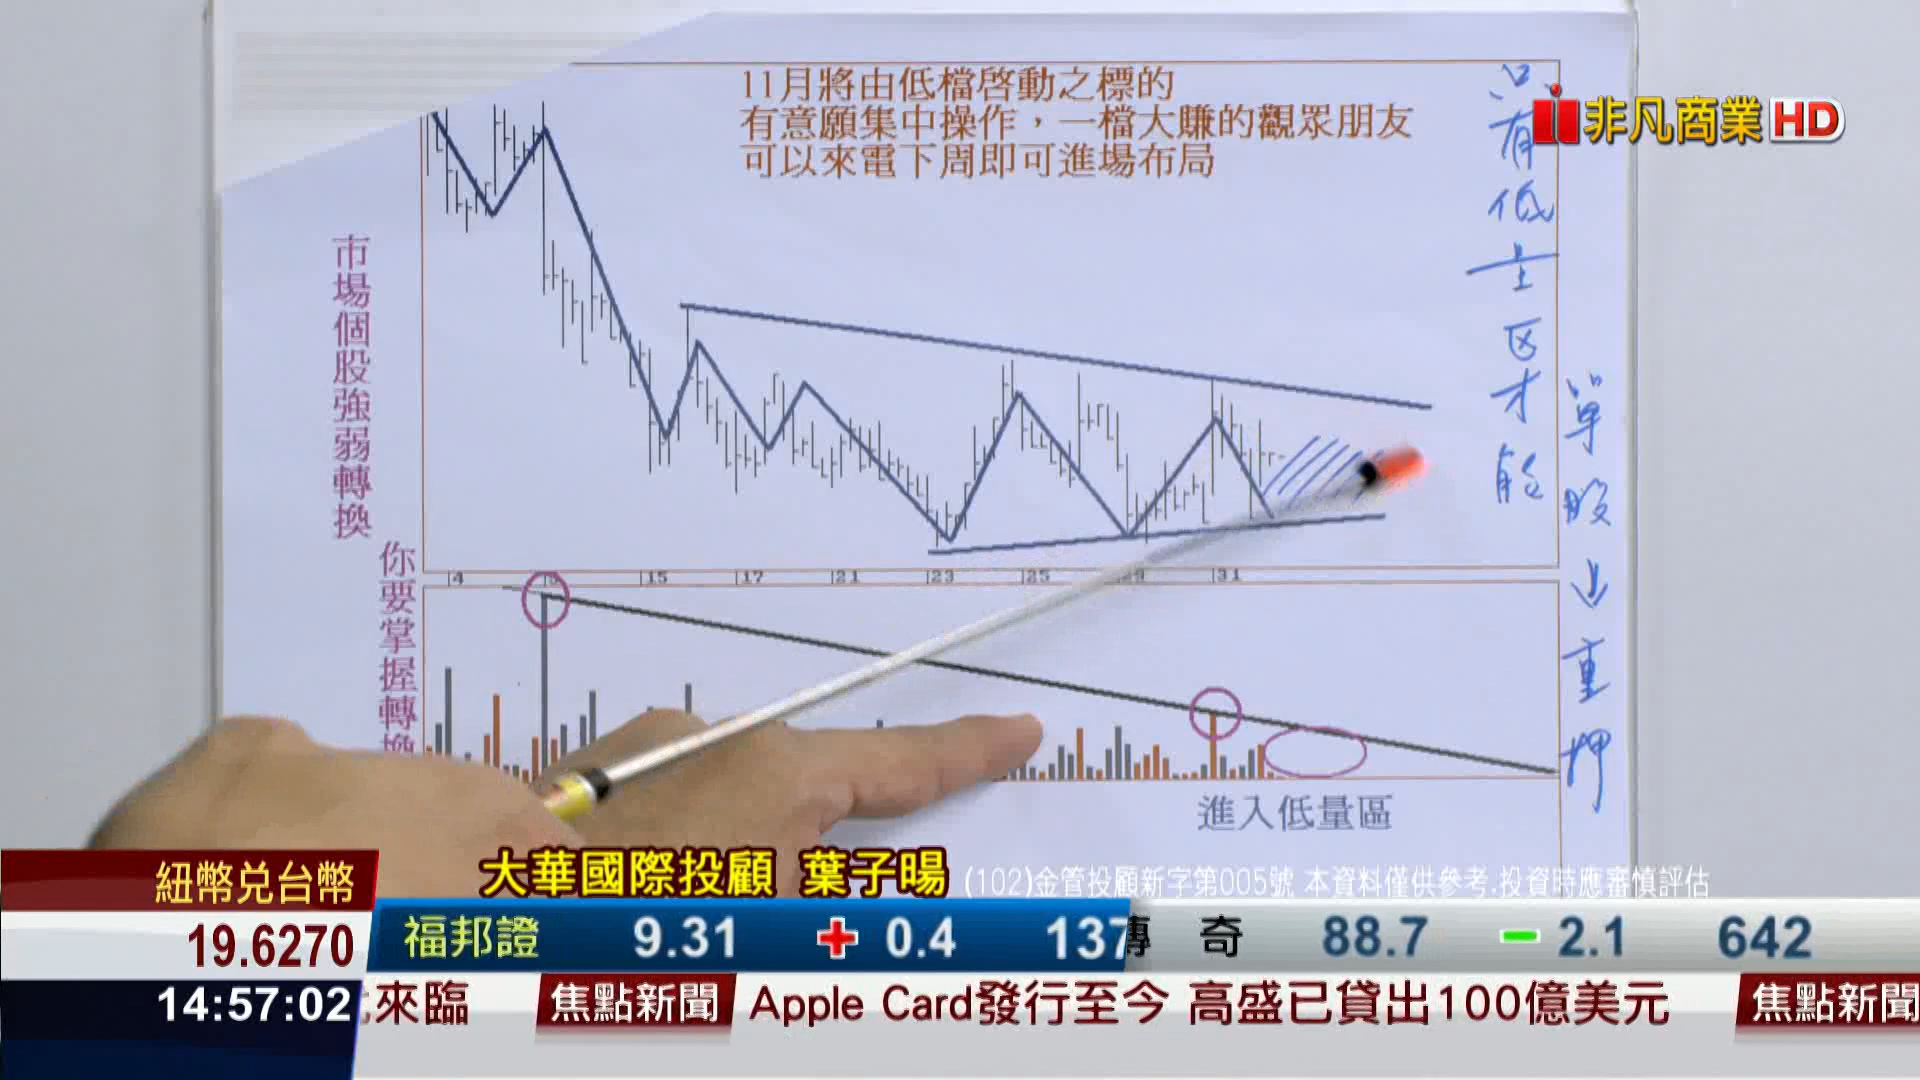 11月將由低檔啓動之標的
有意願集中操作，一檔大賺的觀眾朋友
可以來電下周即可進場布局
只有低量区才能
單股追重押
非凡商業HD
市場個股強弱轉換
你要掌握轉換
4 15 17 21 23 25 29 31
進入低量區
紐幣兌台幣
19.6270
14:57:02
大華國際投顧 葉子暘
(102)金管投顧新字第005號 本資料僅供參考.投資時應審慎評估
福邦證 9.31 + 0.4 137
奇 88.7 - 2.1 642
來臨 焦點新聞 Apple Card發行至今 高盛已貸出100億美元 焦點新聞